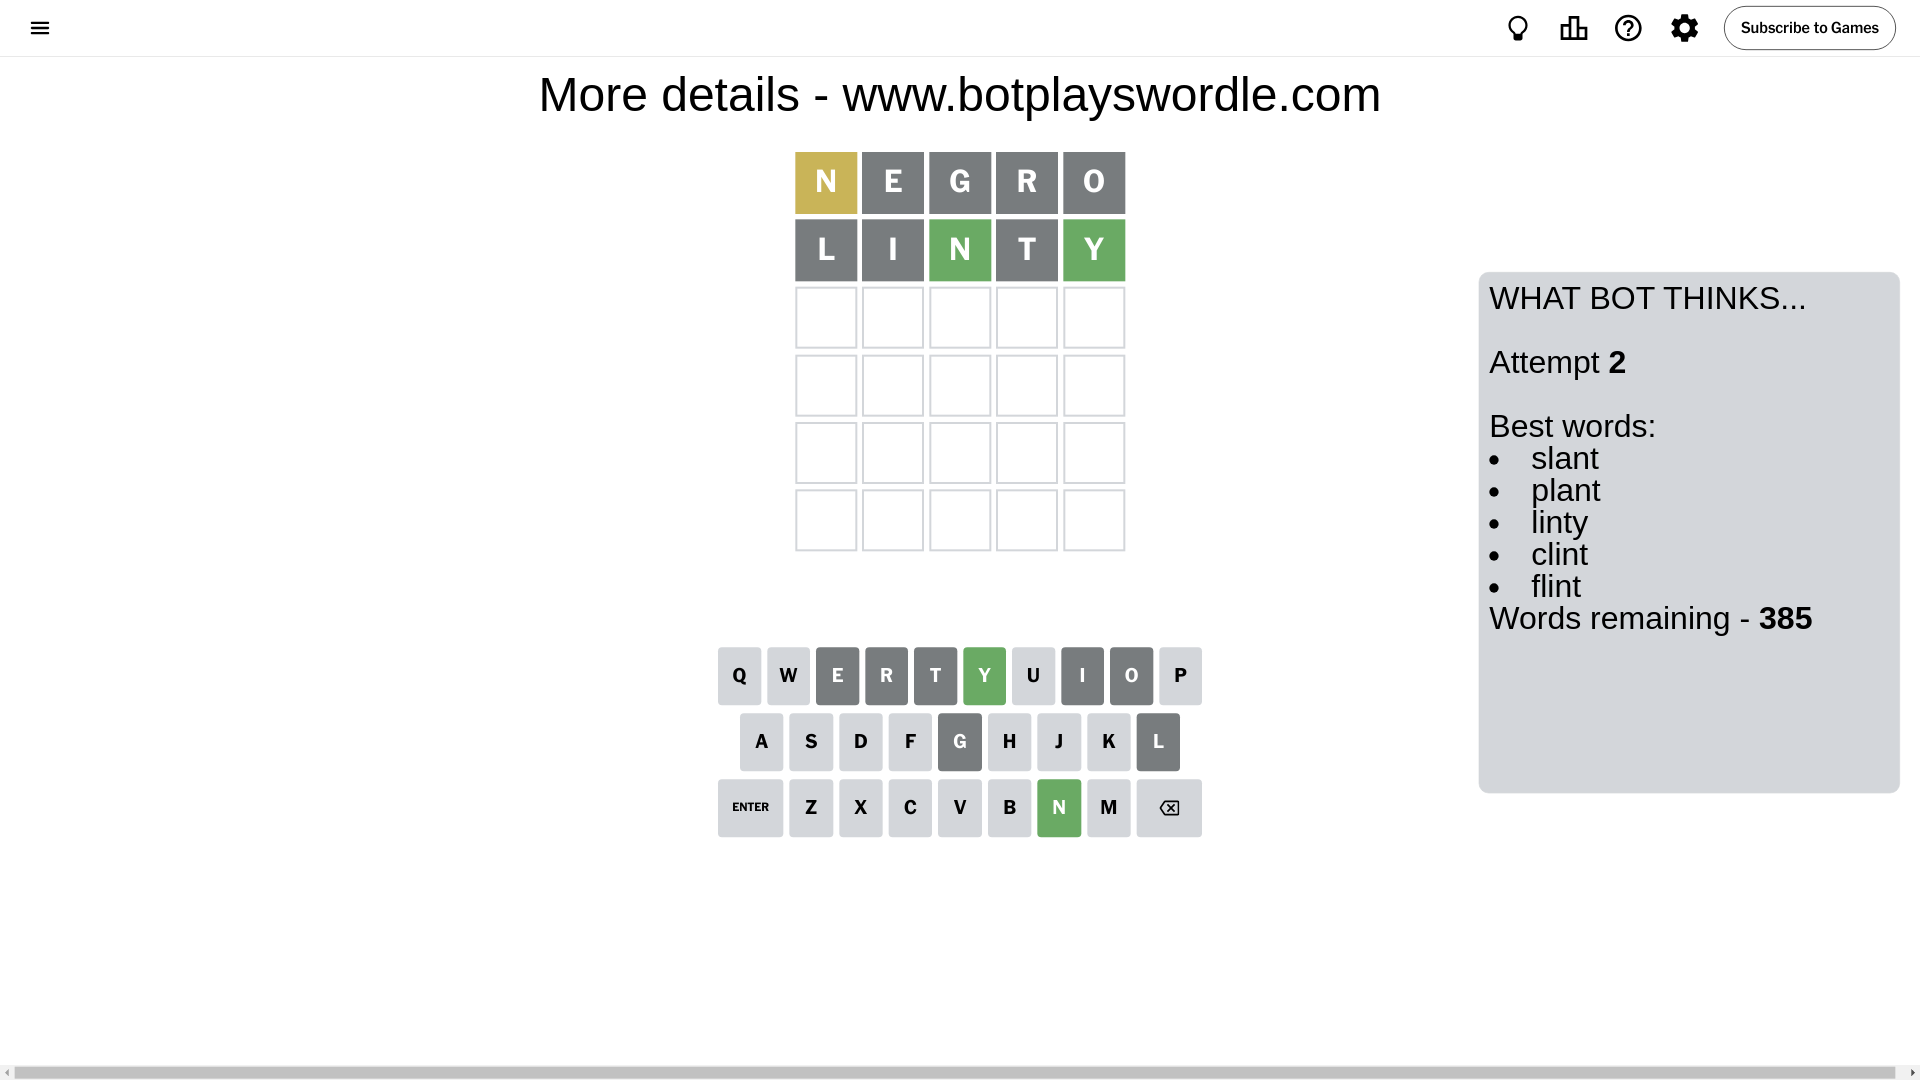 Subscribe to Games
More details - www.botplayswordle.com
N E G R O
L I N T Y
WHAT BOT THINKS...
Attempt 2
Best words:
• slant
• plant
• linty
• clint
• flint
Words remaining - 385
Q W E R T Y U I O P
A S D F G H J K L
ENTER Z X C V B N M